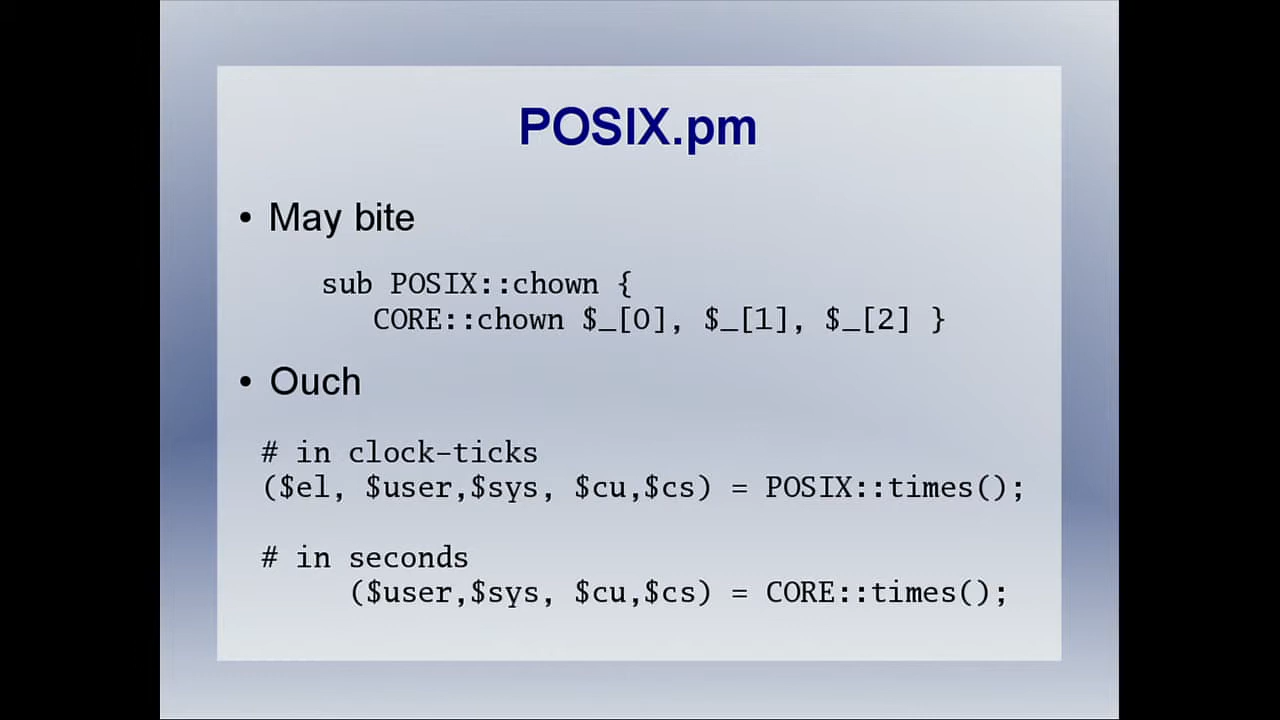 POSIX.pm
• May bite
sub POSIX::chown {
CORE::chown $_[0], $_[1], $_[2] }
• Ouch
# in clock-ticks
($el, $user,$sys, $cu,$cs) = POSIX::times();
# in seconds
($user,$sys, $cu,$cs) = CORE::times();